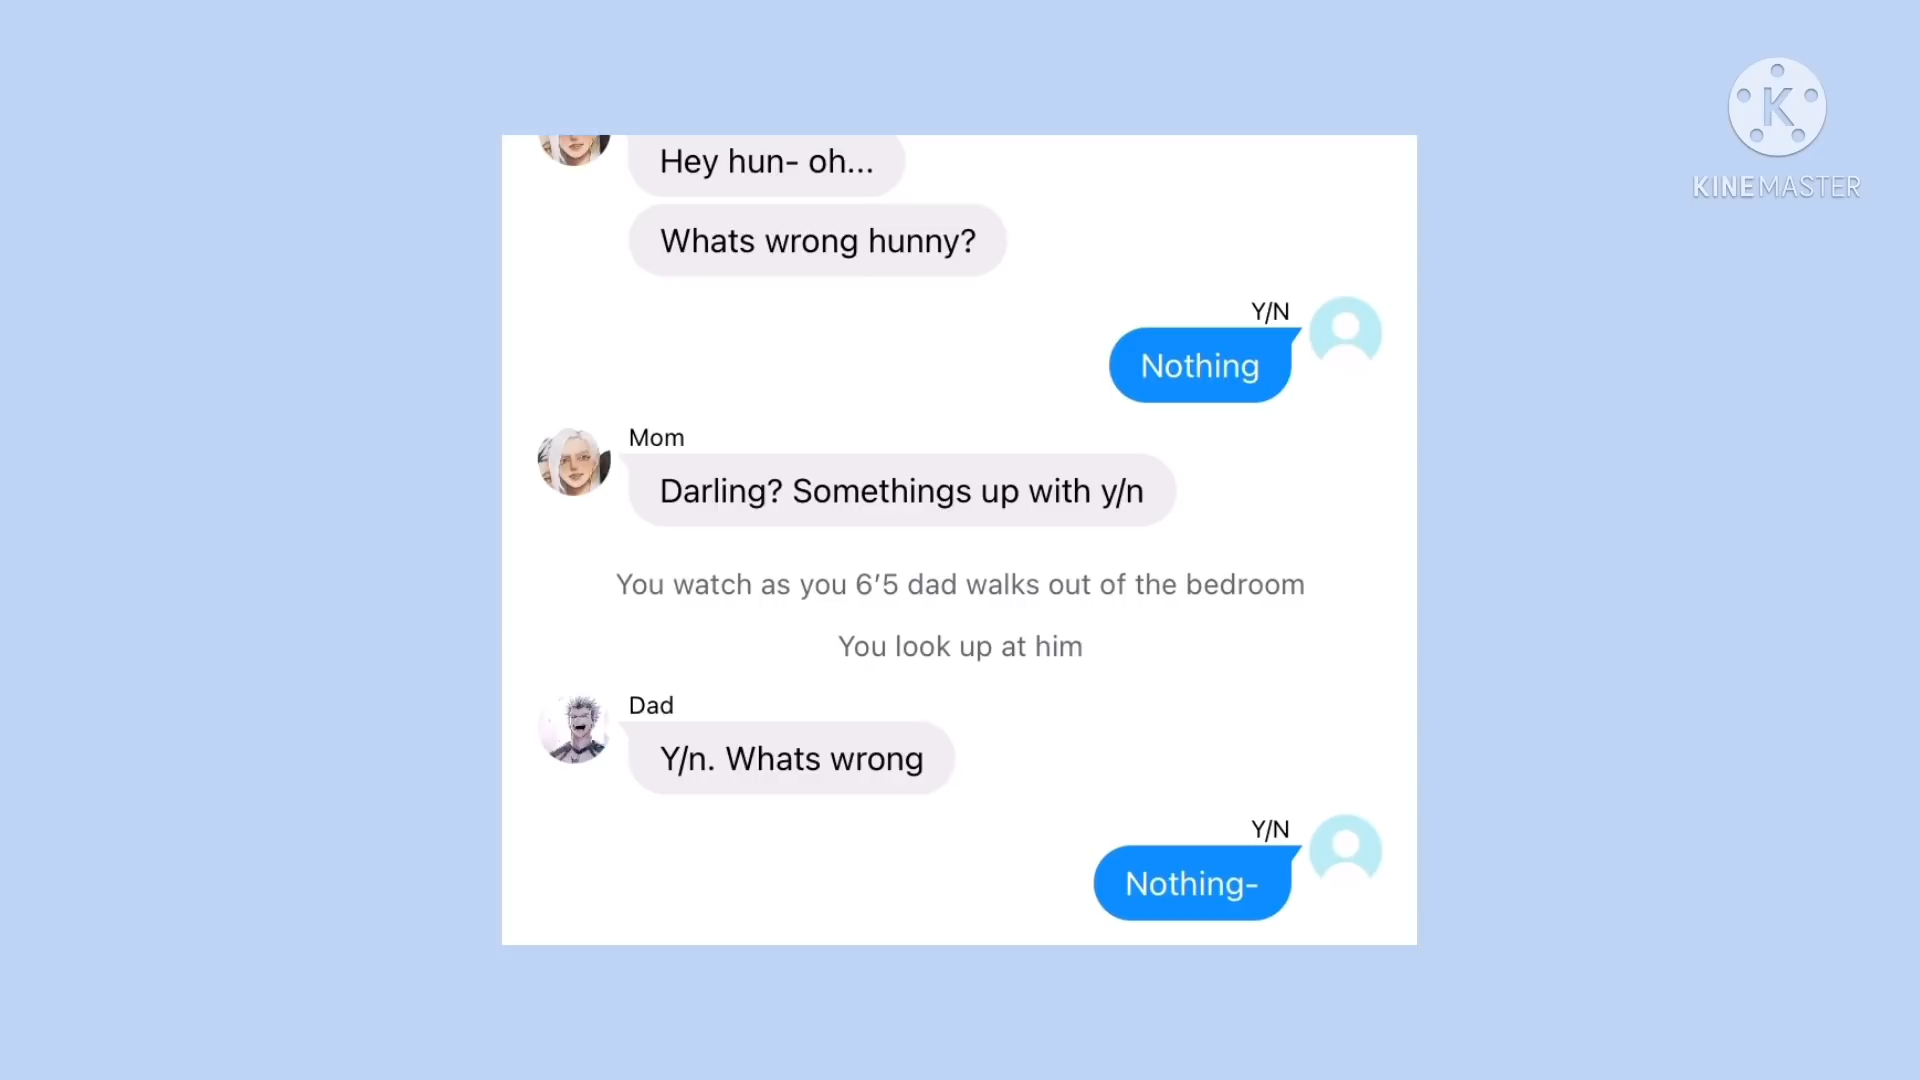 Hey hun- oh...
Whats wrong hunny?
Y/N
Nothing
Mom
Darling? Somethings up with y/n
You watch as you 6'5 dad walks out of the bedroom
You look up at him
Dad
Y/n. Whats wrong
Y/N
Nothing-
K
KINEMASTER